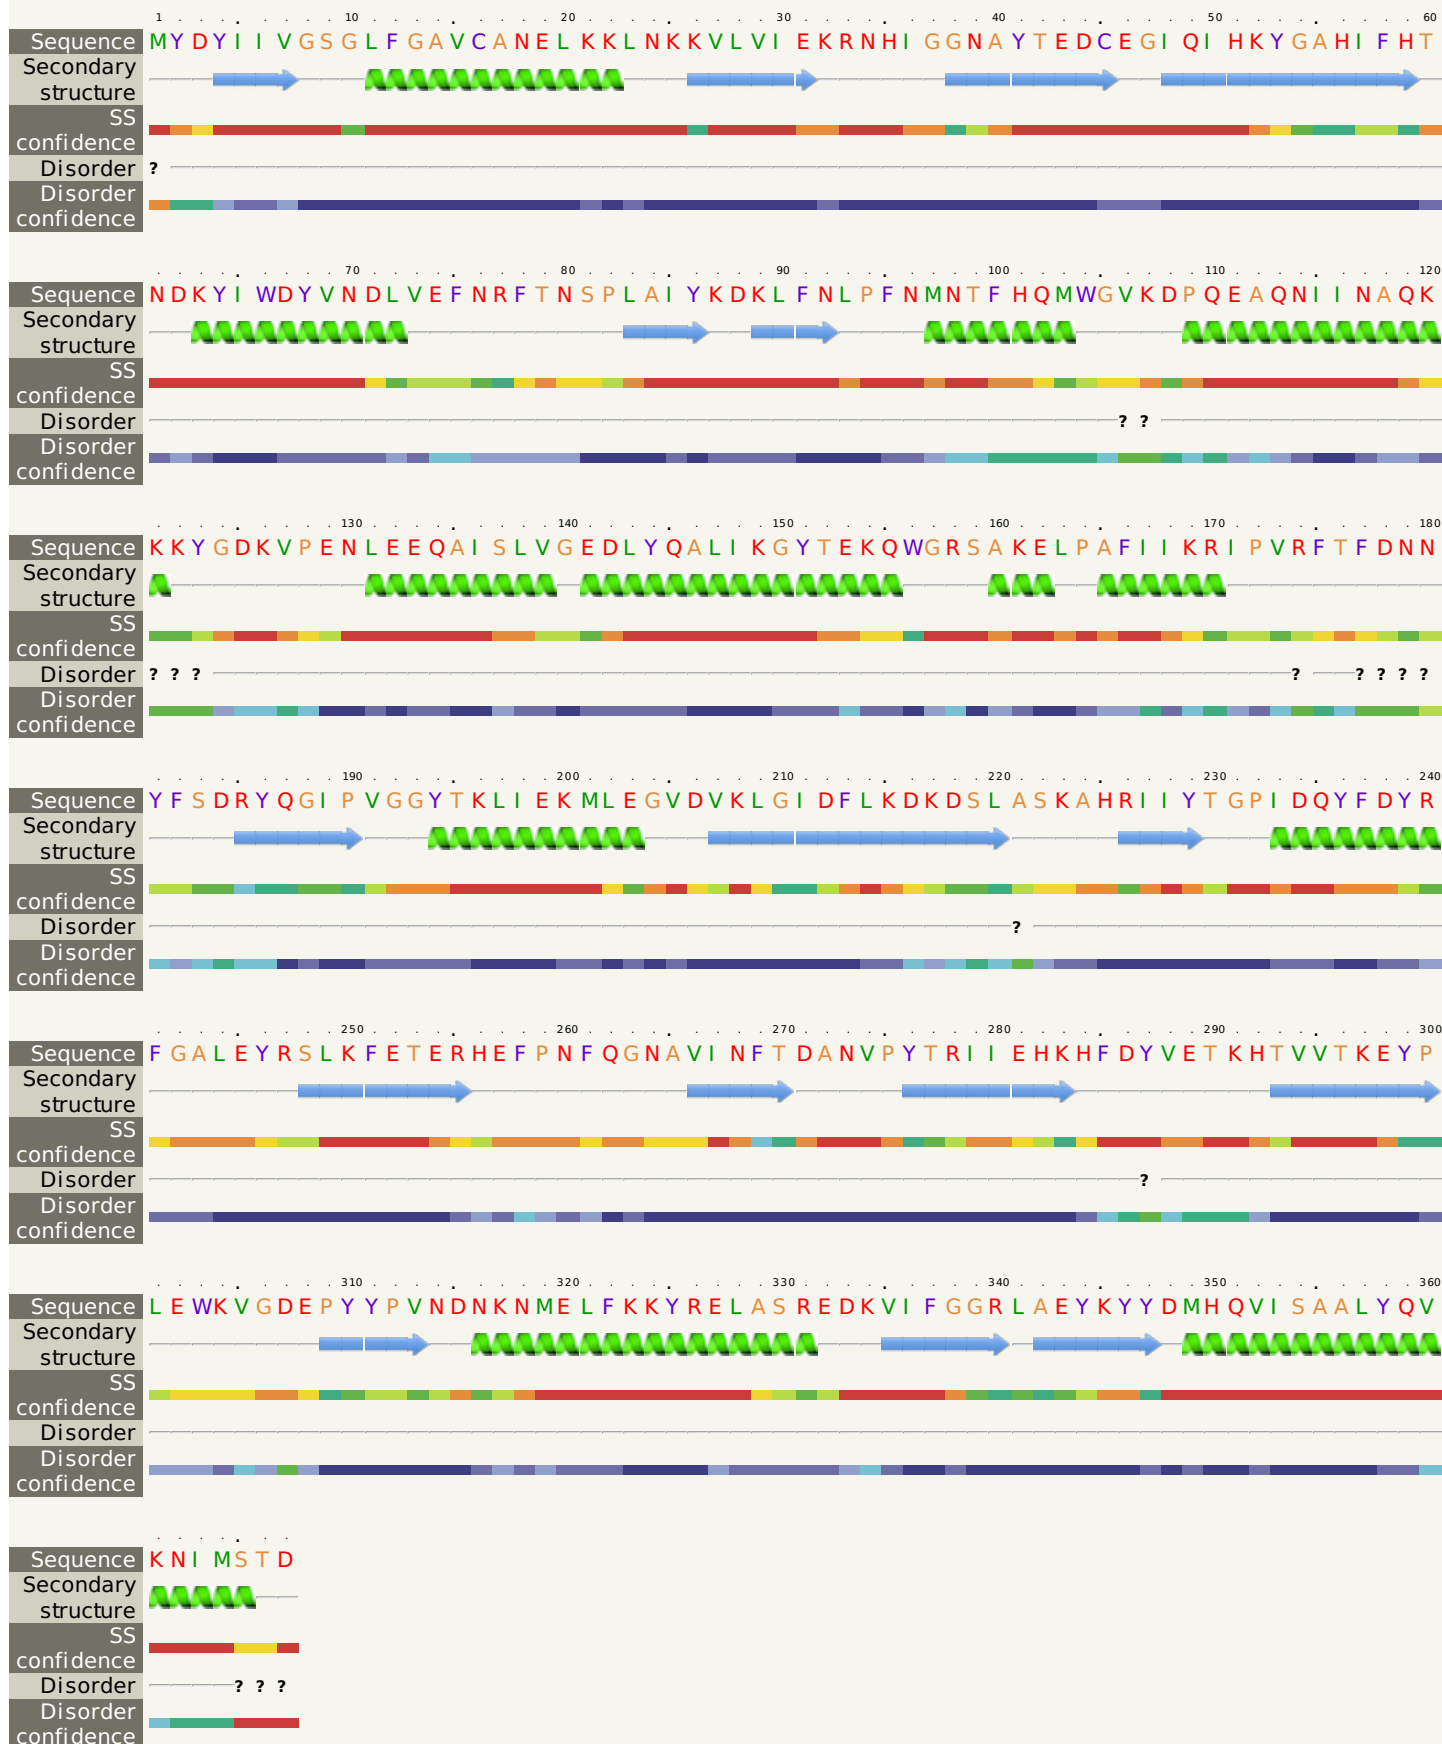 1 10 20 30 40 50 60
Sequence MYDYIIVGSGLFGAVCANELKKLNKKVLVIEKRNHIGGNAYTEDCEGIQIHKYGAHIFHT
Secondary
structure
SS
confidence
Disorder ?
Disorder
confidence
70 80 90 100 110 120
Sequence NDKYIWDYVNDLVEFNRFTNSPLAIYKDKLFNLPFNMNTFHQMWGVKDPQEAQNIINAQK
Secondary
structure
SS
confidence
Disorder ? ?
Disorder
confidence
130 140 150 160 170 180
Sequence KKYGDKVPENLEEQAISLVGEDLYQALIKGYTEKQWGRSAKELPAFIIKRIPVRFTFDNN
Secondary
structure
SS
confidence
Disorder ? ? ? ? ? ? ? ?
Disorder
confidence
190 200 210 220 230 240
Sequence YFSDRYQGIPVGGYTKLIEKMLEGVDVKLGIDFLKDKDSLASKAHRIIYTGPIDQYFDYR
Secondary
structure
SS
confidence
Disorder ?
Disorder
confidence
250 260 270 280 290 300
Sequence FGALEYRSLKFETERHEFPNFQGNAVINFTDANVPYTRIIEHKHFDYVETKHTVVTKEYP
Secondary
structure
SS
confidence
Disorder ?
Disorder
confidence
310 320 330 340 350 360
Sequence LEWKVGDEPYYPVNDNKNMELFKKYRELASREDKVIFGGRLAEYKYYDMHQVISAALYQV
Secondary
structure
SS
confidence
Disorder
Disorder
confidence
Sequence KNIMSTD
Secondary
structure
SS
confidence
Disorder ? ? ?
Disorder
confidence